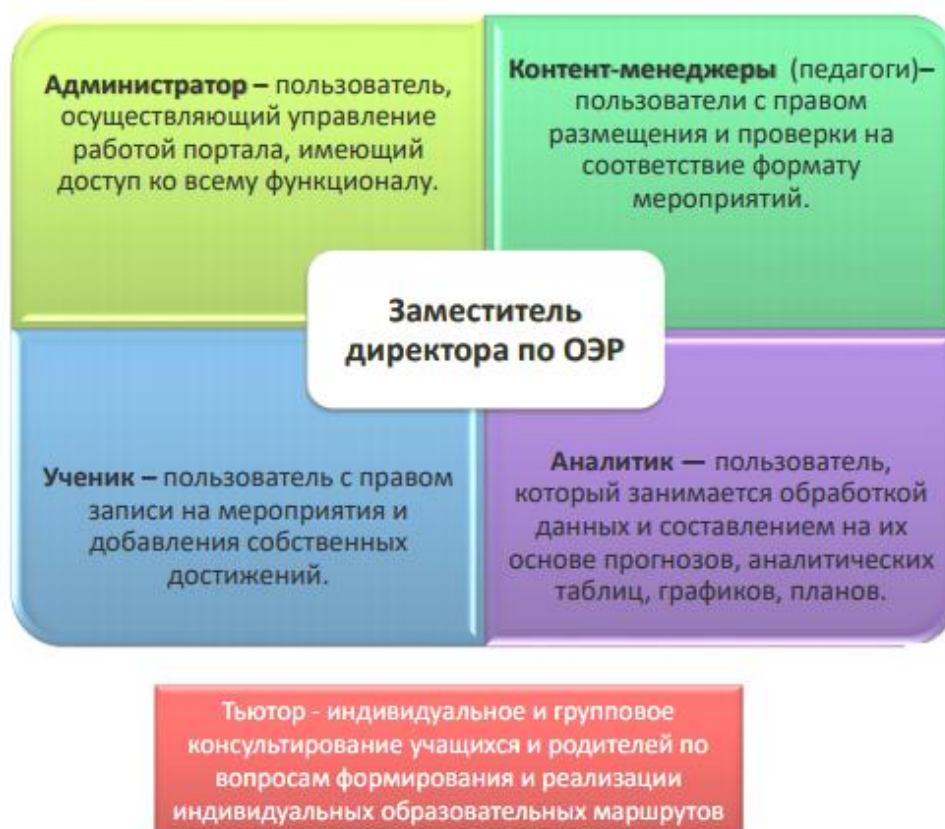 Администратор – пользователь,
осуществляющий управление
работой портала, имеющий
доступ ко всему функционалу.
Контент-менеджеры (педагоги)–
пользователи с правом
размещения и проверки на
соответствие формату
мероприятий.
Заместитель
директора по ОЭР
Ученик – пользователь с правом
записи на мероприятия и
добавления собственных
достижений.
Аналитик — пользователь,
который занимается обработкой
данных и составлением на их
основе прогнозов, аналитических
таблиц, графиков, планов.
Тьютор - индивидуальное и групповое
консультирование учащихся и родителей по
вопросам формирования и реализации
индивидуальных образовательных маршрутов